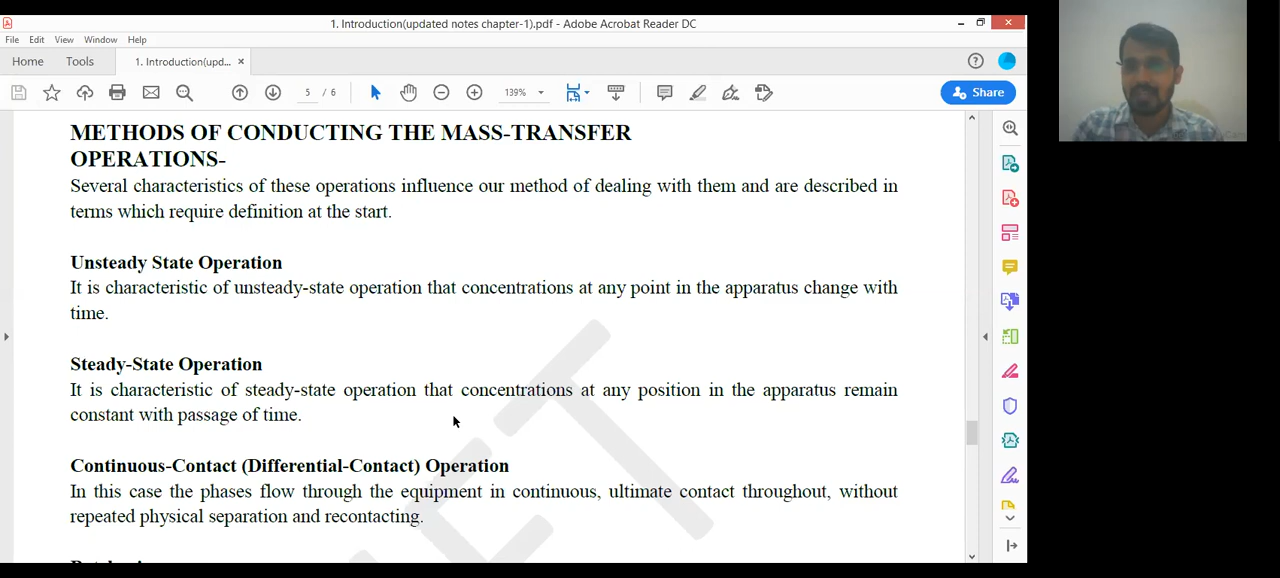 1. Introduction(updated notes chapter-1).pdf - Adobe Acrobat Reader DC
File Edit View Window Help
Home Tools 1. Introduction(upd... ×
5 / 6 139% Share
METHODS OF CONDUCTING THE MASS-TRANSFER
OPERATIONS-
Several characteristics of these operations influence our method of dealing with them and are described in
terms which require definition at the start.
Unsteady State Operation
It is characteristic of unsteady-state operation that concentrations at any point in the apparatus change with
time.
Steady-State Operation
It is characteristic of steady-state operation that concentrations at any position in the apparatus remain
constant with passage of time.
Continuous-Contact (Differential-Contact) Operation
In this case the phases flow through the equipment in continuous, ultimate contact throughout, without
repeated physical separation and recontacting.